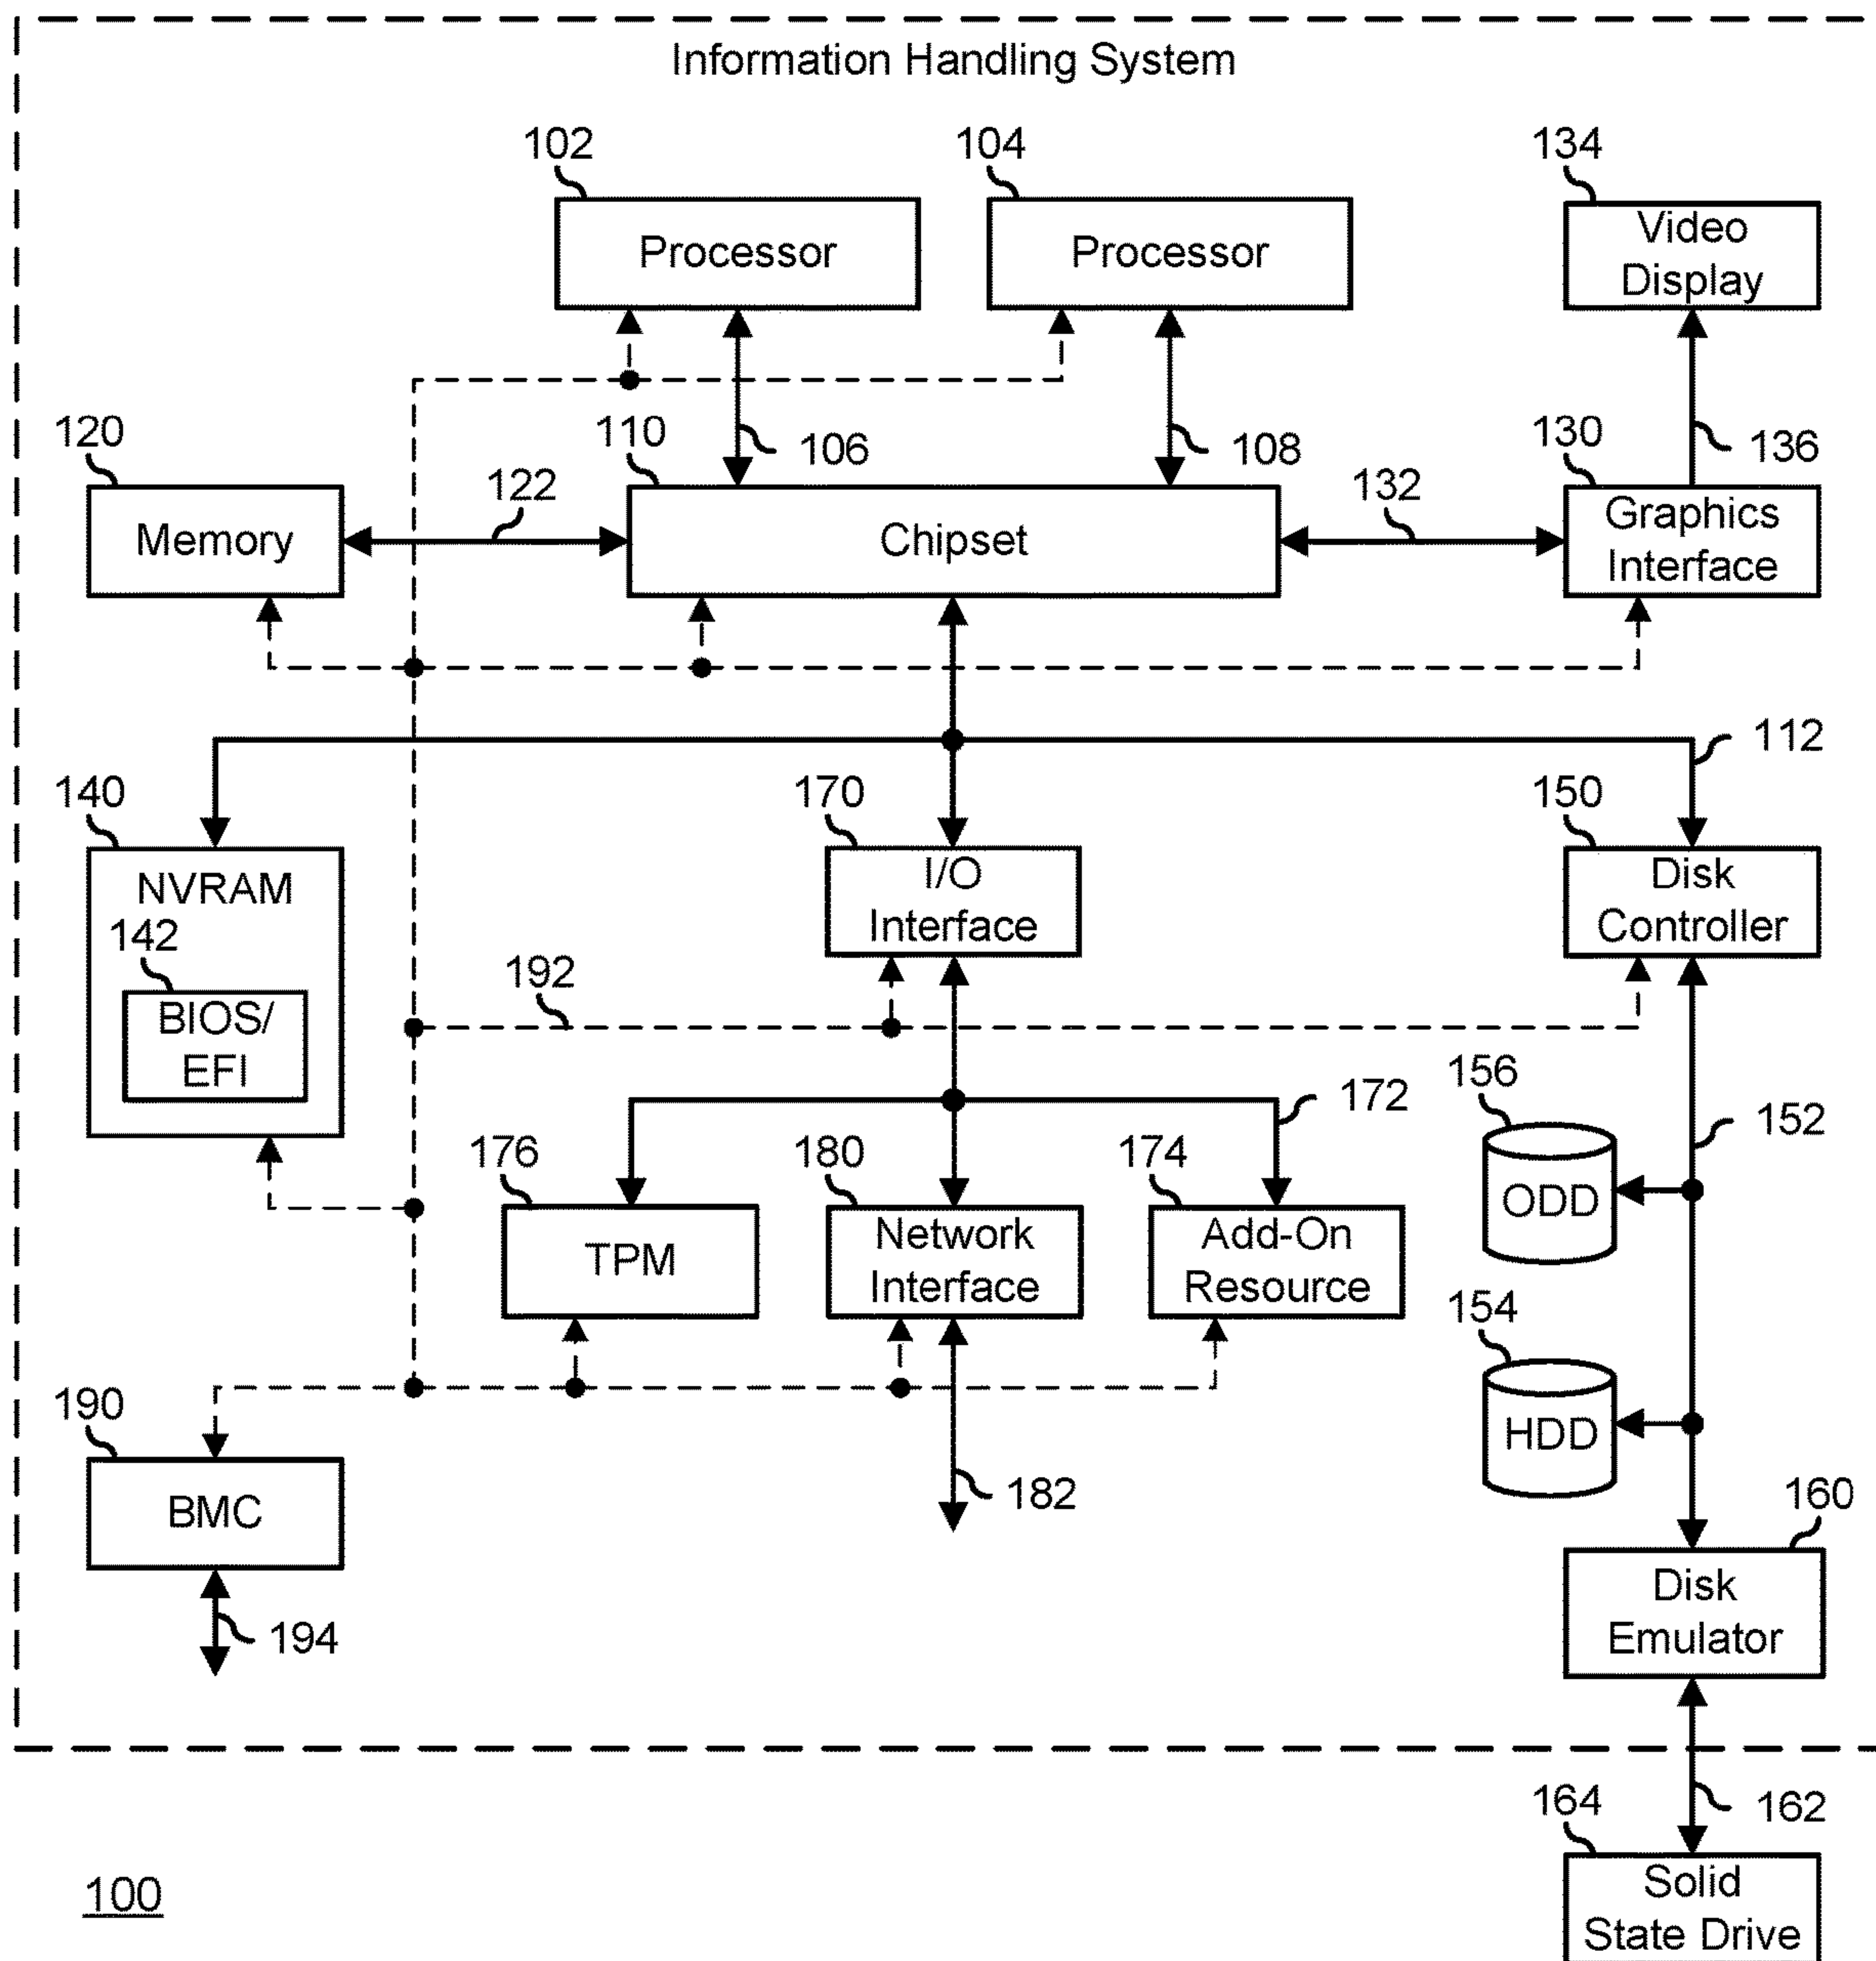 Information Handling System
102
104
134
Processor
Processor
Video
Display
120
110
106
108
130
136
122
132
Memory
Chipset
Graphics
Interface
112
140
170
150
NVRAM
I/O
Interface
Disk
Controller
142
BIOS/
EFI
192
156
172
152
176
180
174
ODD
TPM
Network
Interface
Add-On
Resource
154
HDD
190
BMC
182
160
Disk
Emulator
194
164
162
100
Solid
State Drive